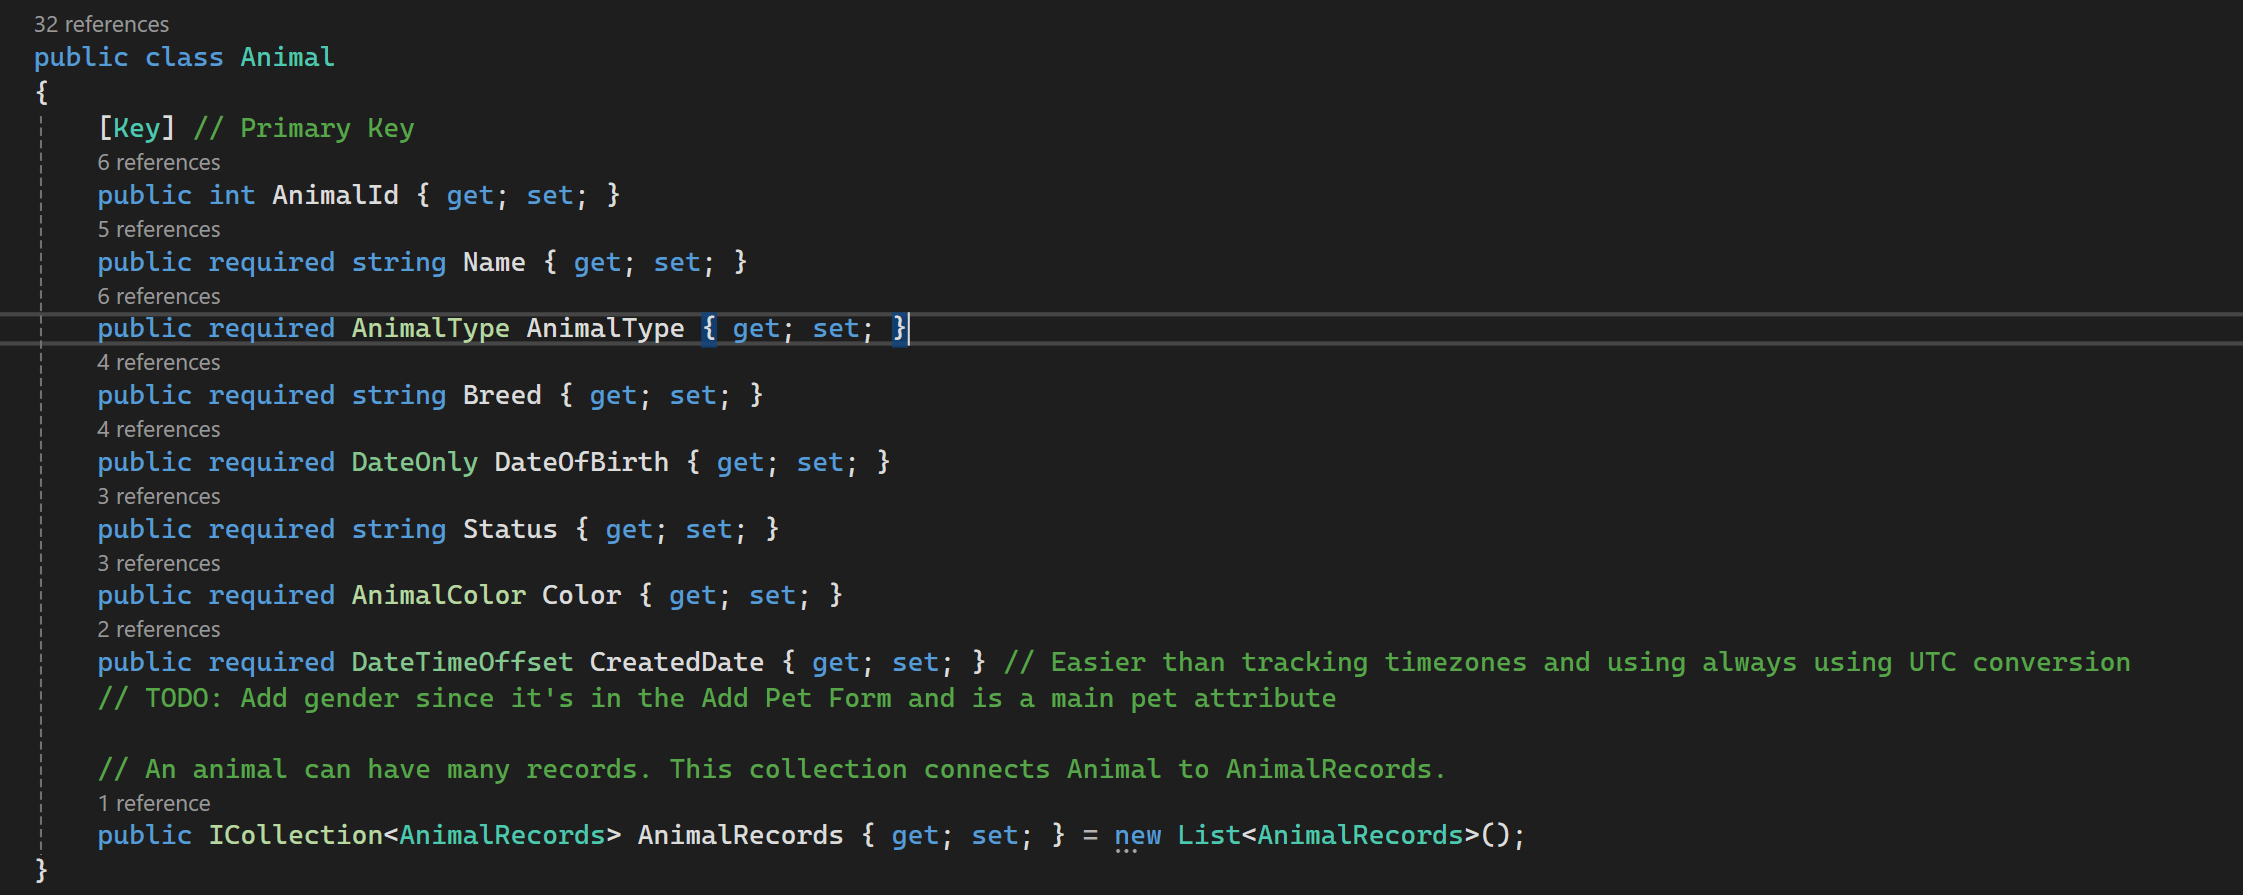 32 references
public class Animal
{
[Key] // Primary Key
6 references
public int AnimalId { get; set; }
5 references
public required string Name { get; set; }
6 references
public required AnimalType AnimalType { get; set; }
4 references
public required string Breed { get; set; }
4 references
public required DateOnly DateOfBirth { get; set; }
3 references
public required string Status { get; set; }
3 references
public required AnimalColor Color { get; set; }
2 references
public required DateTimeOffset CreatedDate { get; set; } // Easier than tracking timezones and using always using UTC conversion
// TODO: Add gender since it's in the Add Pet Form and is a main pet attribute
// An animal can have many records. This collection connects Animal to AnimalRecords.
1 reference
public ICollection<AnimalRecords> AnimalRecords { get; set; } = new List<AnimalRecords>();
}